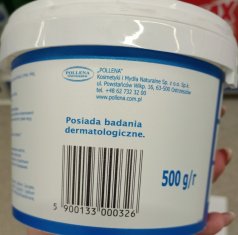 POLLENA
„POLLENA"
Kosmetyki i Mydła Naturalne Sp. z o.o. Sp.k.
ul. Powstańców Wlkp. 16, 63-500 Ostrzeszów
tel. +48 62 732 32 00
www.pollena.com.pl
Posiada badania
dermatologiczne.
500 g/r
5 900133 000326